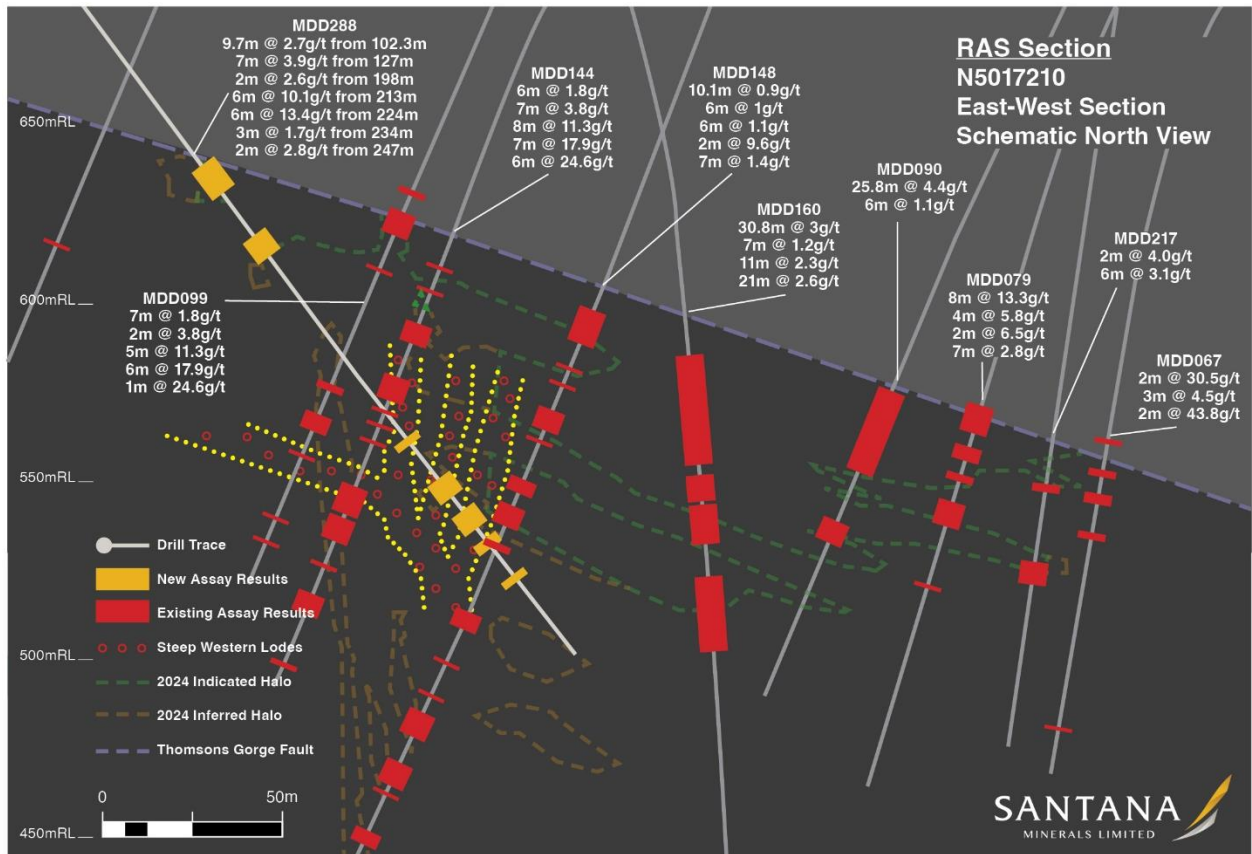 RAS Section
N5017210
East-West Section
Schematic North View
MDD288
9.7m @ 2.7g/t from 102.3m
7m @ 3.9g/t from 127m
2m @ 2.6g/t from 198m
6m @ 10.1g/t from 213m
6m @ 13.4g/t from 224m
3m @ 1.7g/t from 234m
2m @ 2.8g/t from 247m
MDD144
6m @ 1.8g/t
7m @ 3.8g/t
8m @ 11.3g/t
7m @ 17.9g/t
6m @ 24.6g/t
MDD148
10.1m @ 0.9g/t
6m @ 1g/t
6m @ 1.1g/t
2m @ 9.6g/t
7m @ 1.4g/t
MDD090
25.8m @ 4.4g/t
6m @ 1.1g/t
MDD160
30.8m @ 3g/t
7m @ 1.2g/t
11m @ 2.3g/t
21m @ 2.6g/t
MDD217
2m @ 4.0g/t
6m @ 3.1g/t
MDD079
8m @ 13.3g/t
4m @ 5.8g/t
2m @ 6.5g/t
7m @ 2.8g/t
MDD067
2m @ 30.5g/t
3m @ 4.5g/t
2m @ 43.8g/t
MDD099
7m @ 1.8g/t
2m @ 3.8g/t
5m @ 11.3g/t
6m @ 17.9g/t
1m @ 24.6g/t
650mRL
600mRL
550mRL
500mRL
450mRL
Drill Trace
New Assay Results
Existing Assay Results
Steep Western Lodes
2024 Indicated Halo
2024 Inferred Halo
Thomsons Gorge Fault
0 50m
SANTANA
MINERALS LIMITED